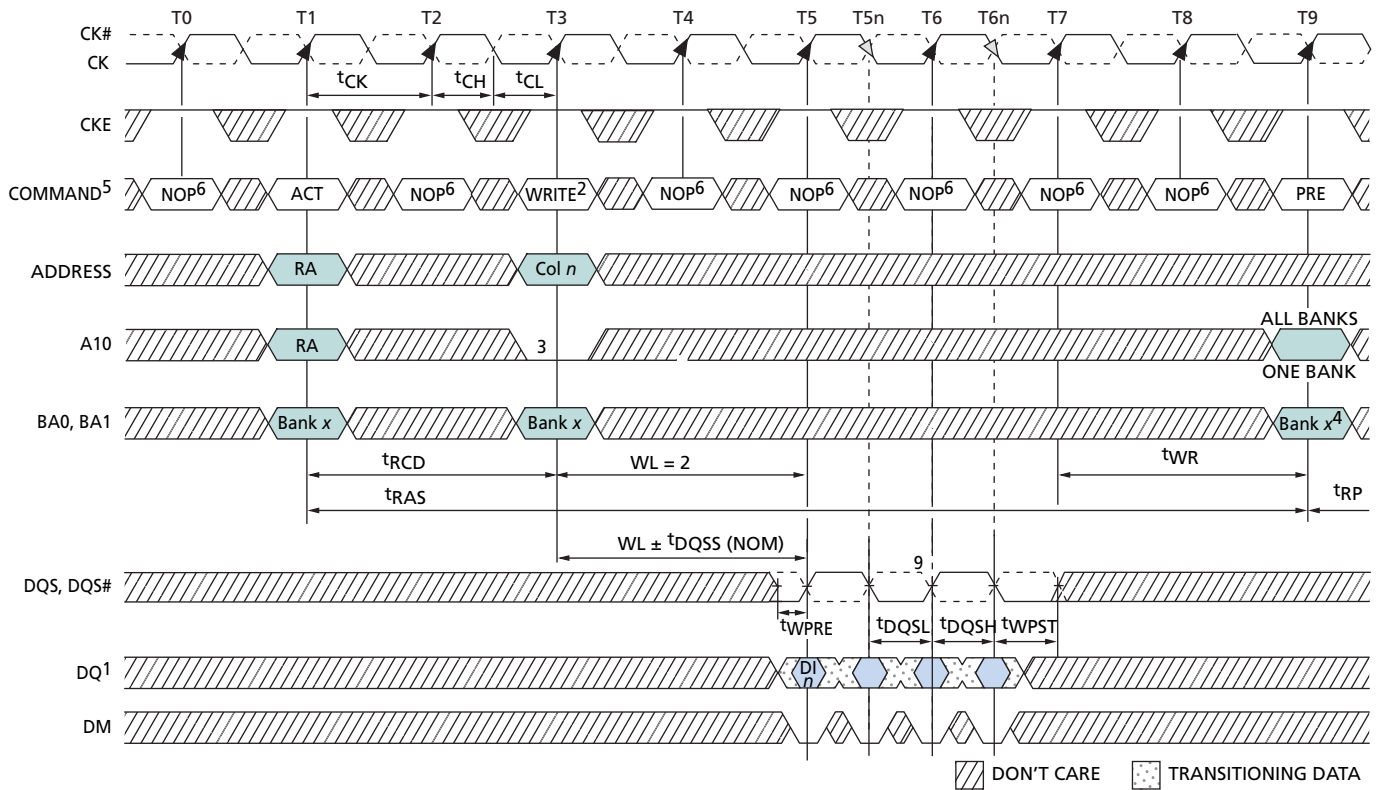 T0 T1 T2 T3 T4 T5 T5n T6 T6n T7 T8 T9
CK#
CK
tCK tCH tCL
CKE
COMMAND5 NOP6 ACT NOP6 WRITE2 NOP6 NOP6 NOP6 NOP6 NOP6 PRE
ADDRESS RA Col n
ALL BANKS
A10 RA 3
ONE BANK
BA0, BA1 Bank x Bank x Bank x4
tRCD WL = 2 tWR
tRAS tRP
WL ± tDQSS (NOM)
9
DQS, DQS#
tWPRE tDQSL tDQSH tWPST
DQ1 DI
n
DM
DON'T CARE TRANSITIONING DATA